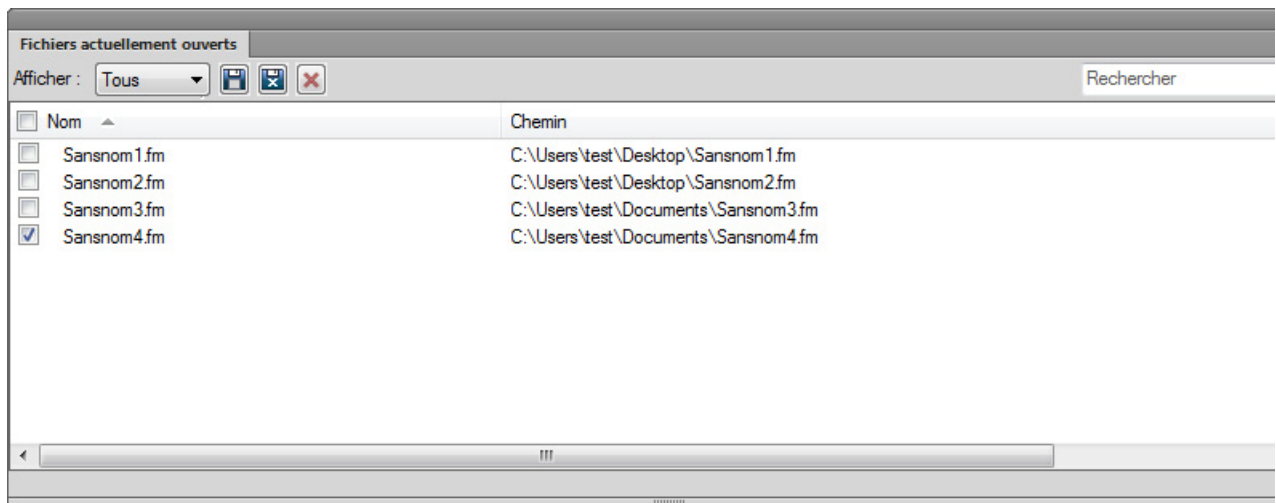 Fichiers actuellement ouverts
Afficher : Tous Rechercher
Nom Chemin
Sansnom1.fm C:\Users\test\Desktop\Sansnom1.fm
Sansnom2.fm C:\Users\test\Desktop\Sansnom2.fm
Sansnom3.fm C:\Users\test\Documents\Sansnom3.fm
Sansnom4.fm C:\Users\test\Documents\Sansnom4.fm